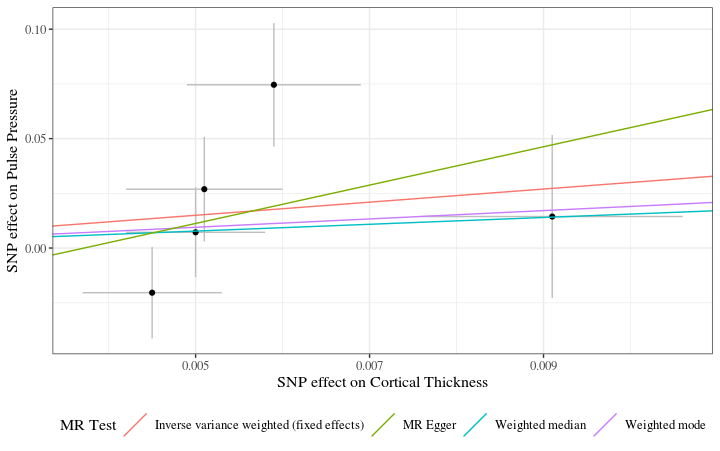 0.10
0.05
0.00
SNP effect on Pulse Pressure
0.005
0.007
0.009
SNP effect on Cortical Thickness
MR Test
Inverse variance weighted (fixed effects)
MR Egger
Weighted median
Weighted mode